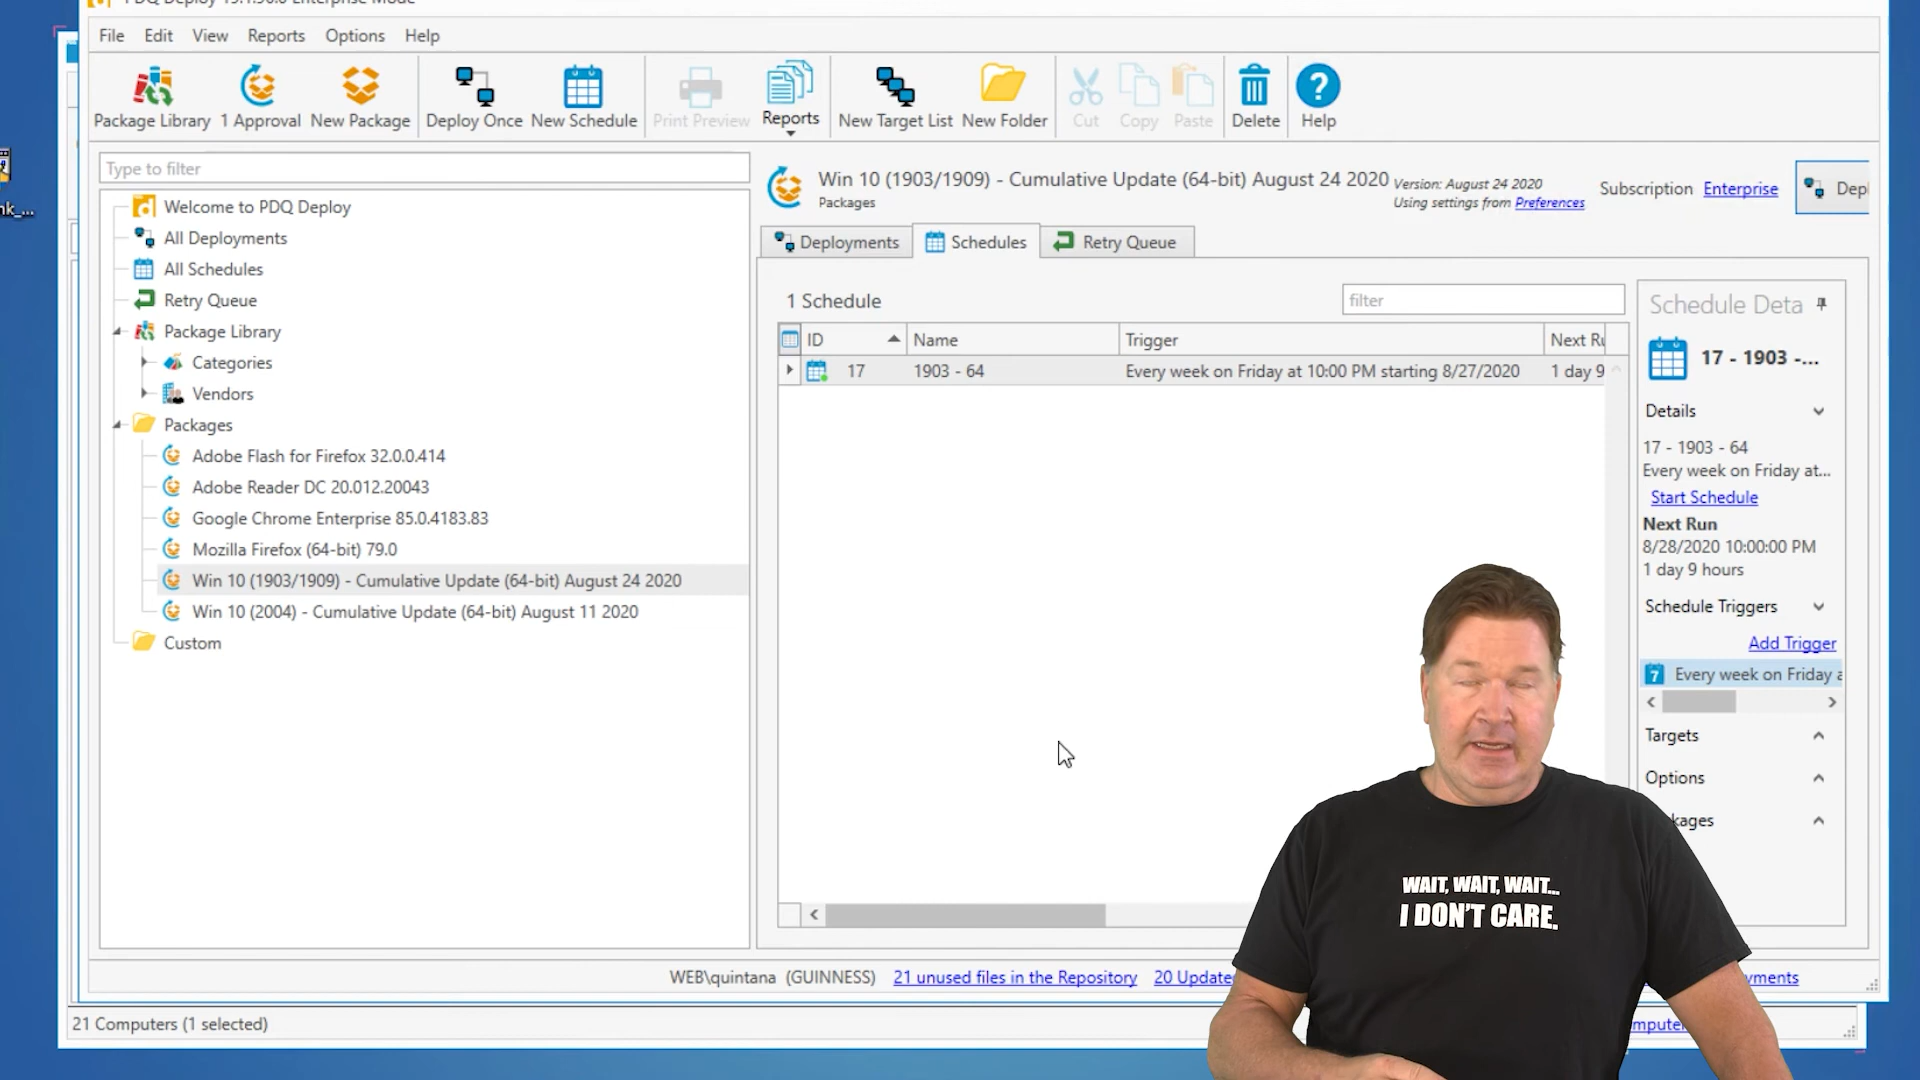 PDQ Deploy 19.1.96.0 Enterprise Mode
File Edit View Reports Options Help
Package Library 1 Approval New Package Deploy Once New Schedule Print Preview Reports New Target List New Folder Cut Copy Paste Delete Help
Type to filter
Welcome to PDQ Deploy
All Deployments
All Schedules
Retry Queue
Package Library
Categories
Vendors
Packages
Adobe Flash for Firefox 32.0.0.414
Adobe Reader DC 20.012.20043
Google Chrome Enterprise 85.0.4183.83
Mozilla Firefox (64-bit) 79.0
Win 10 (1903/1909) - Cumulative Update (64-bit) August 24 2020
Win 10 (2004) - Cumulative Update (64-bit) August 11 2020
Custom
Win 10 (1903/1909) - Cumulative Update (64-bit) August 24 2020
Packages
Version: August 24 2020
Using settings from Preferences
Subscription Enterprise
Depl
Deployments Schedules Retry Queue
1 Schedule
filter
ID Name Trigger Next Ru
17 1903 - 64 Every week on Friday at 10:00 PM starting 8/27/2020 1 day 9
Schedule Deta
17 - 1903 -...
Details
17 - 1903 - 64
Every week on Friday at...
Start Schedule
Next Run
8/28/2020 10:00:00 PM
1 day 9 hours
Schedule Triggers
Add Trigger
7 Every week on Friday a
Targets
Options
kages
WAIT, WAIT, WAIT...
I DON'T CARE.
WEB\quintana (GUINNESS) 21 unused files in the Repository 20 Update yments
21 Computers (1 selected)
mpute
nk_...